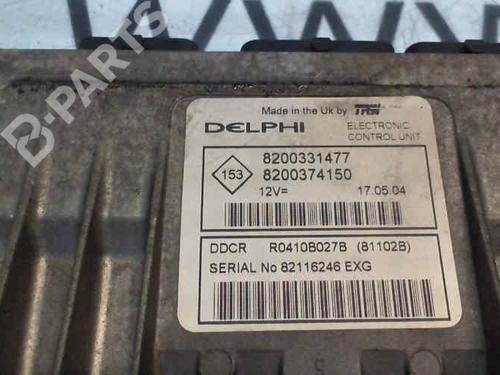 B-PARTS
Made in the Uk by TRW
DELPHI
ELECTRONIC
CONTROL UNIT
153
8200331477
8200374150
12V=
17.05.04
DDCR R0410B027B (81102B)
SERIAL No 82116246 EXG